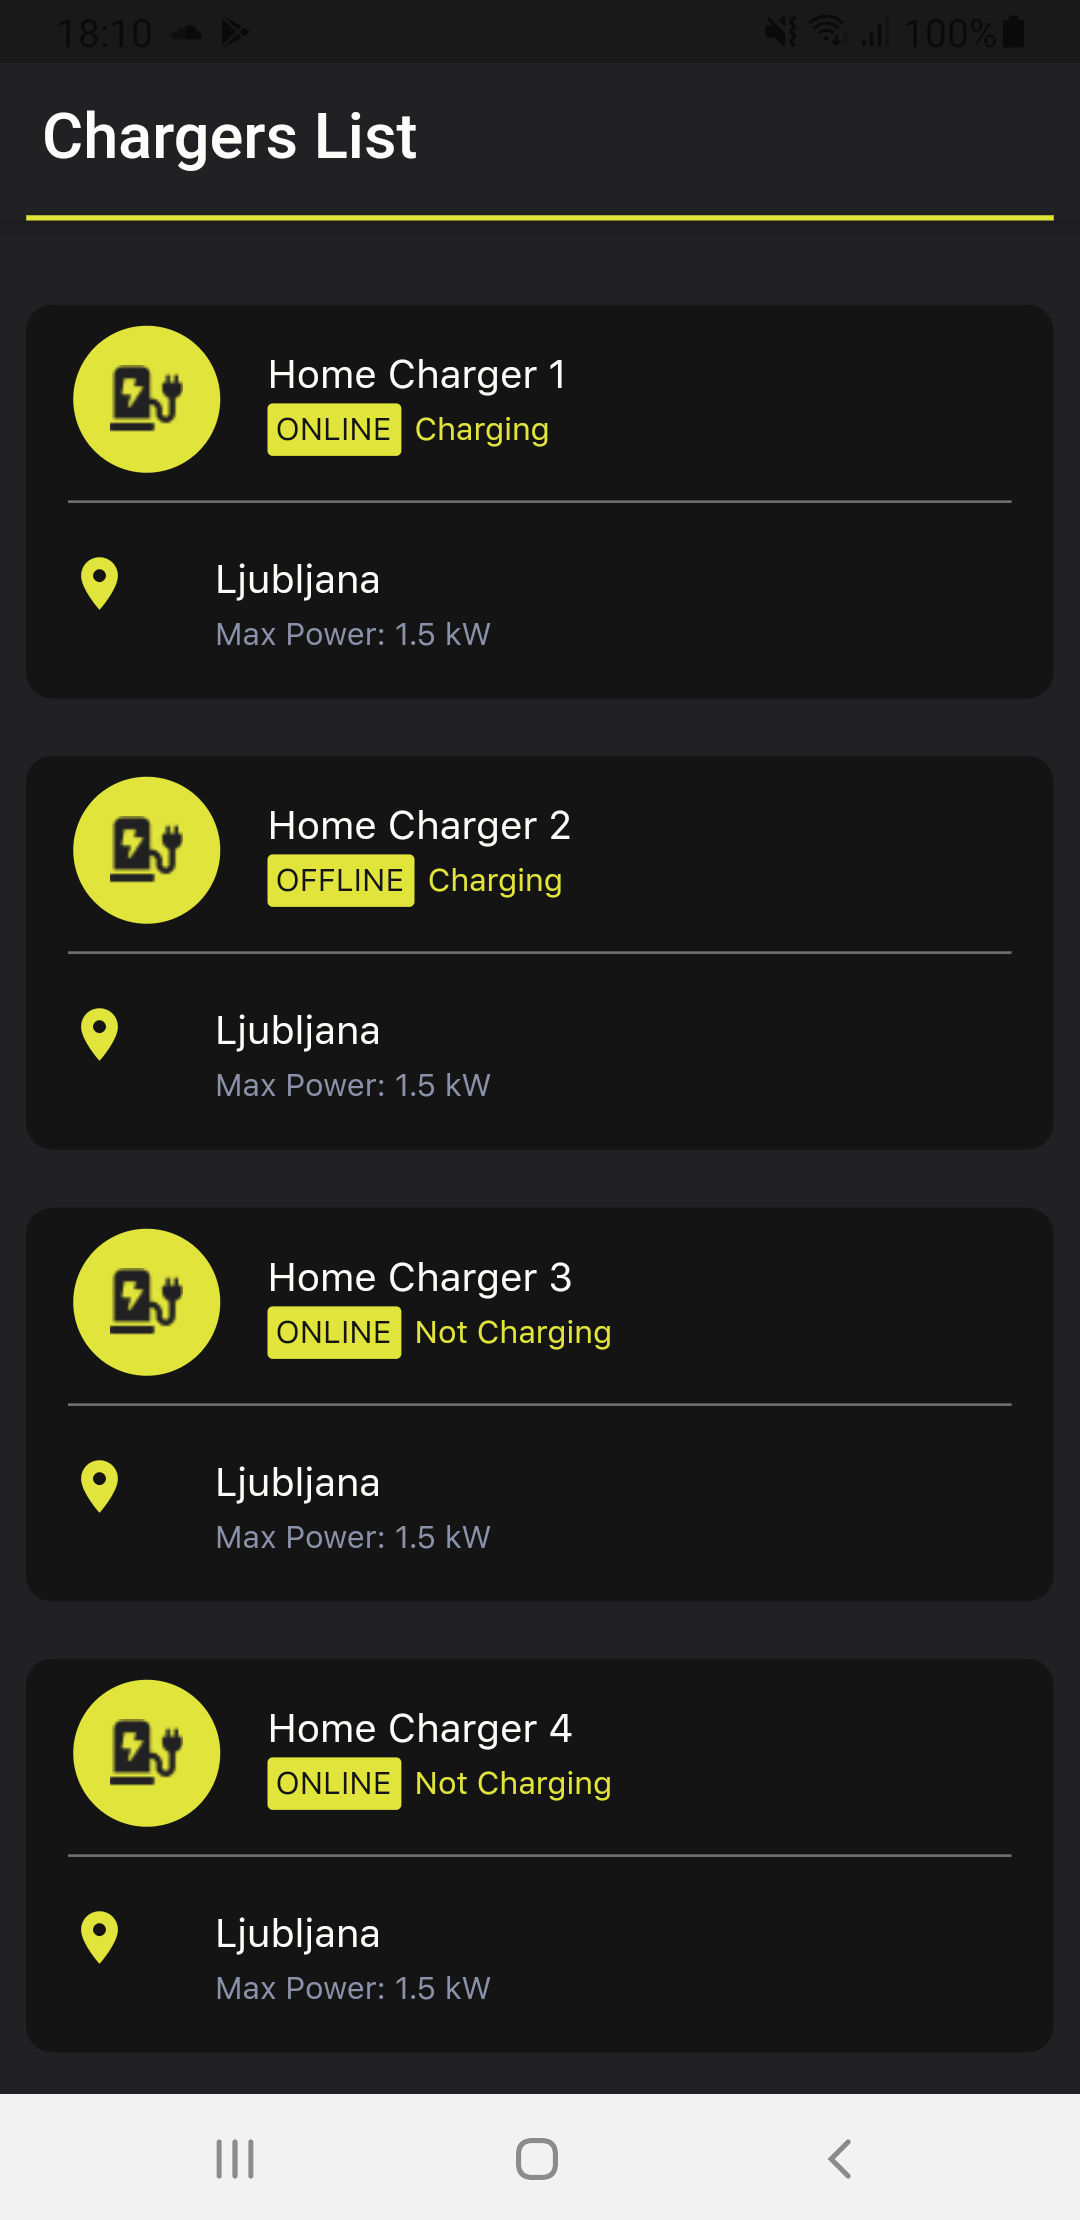 18:10 100%
Chargers List
Home Charger 1
ONLINE Charging
Ljubljana
Max Power: 1.5 kW
Home Charger 2
OFFLINE Charging
Ljubljana
Max Power: 1.5 kW
Home Charger 3
ONLINE Not Charging
Ljubljana
Max Power: 1.5 kW
Home Charger 4
ONLINE Not Charging
Ljubljana
Max Power: 1.5 kW